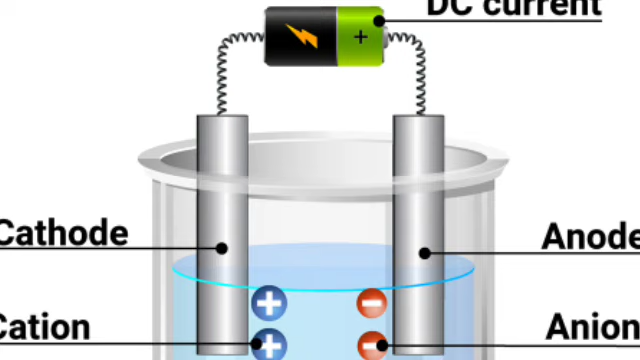 DC current
+
Cathode
Anode
+ −
Cation
Anion
+ −